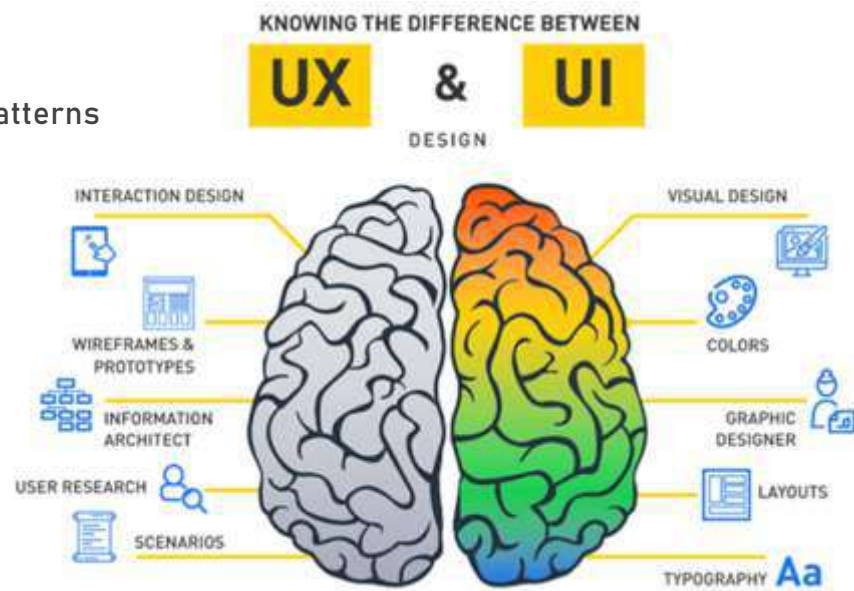 KNOWING THE DIFFERENCE BETWEEN
UX & UI
DESIGN
atterns
INTERACTION DESIGN
WIREFRAMES &
PROTOTYPES
INFORMATION
ARCHITECT
USER RESEARCH
SCENARIOS
VISUAL DESIGN
COLORS
GRAPHIC
DESIGNER
LAYOUTS
TYPOGRAPHY Aa